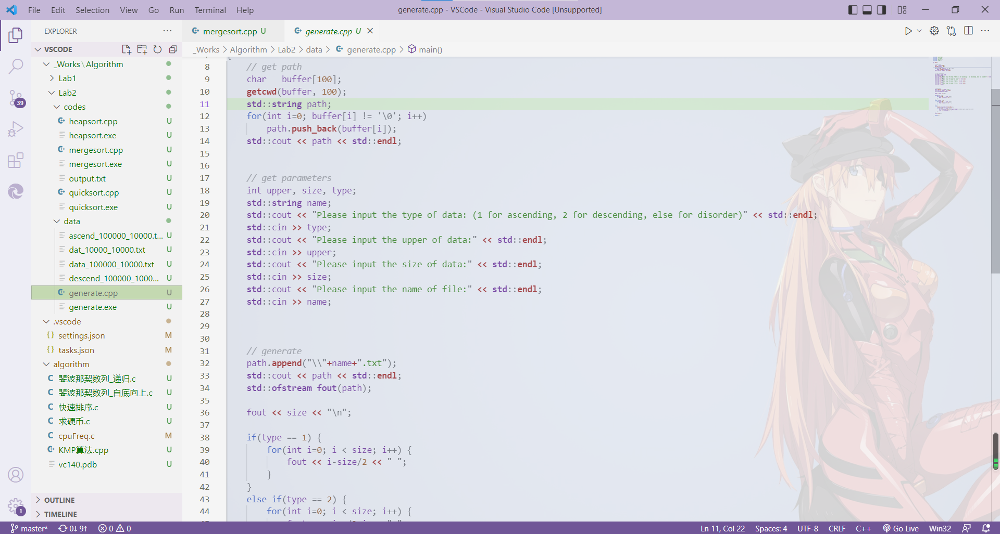 File Edit Selection View Go Run Terminal Help
generate.cpp - VSCode - Visual Studio Code [Unsupported]
EXPLORER
VSCODE
_Works\Algorithm
Lab1
Lab2
codes
heapsort.cpp U
heapsort.exe U
mergesort.cpp U
mergesort.exe U
output.txt U
quicksort.cpp U
quicksort.exe U
data
ascend_100000_10000.t... U
dat_10000_10000.txt U
data_100000_10000.txt U
descend_100000_1000... U
generate.cpp U
generate.exe U
.vscode
settings.json M
tasks.json M
algorithm
斐波那契数列_递归.c U
斐波那契数列_自底向上.c U
快速排序.c U
求硬币.c U
cpuFreq.c M
KMP算法.cpp U
vc140.pdb U
OUTLINE
TIMELINE
39
1
mergesort.cpp U
generate.cpp U
_Works > Algorithm > Lab2 > data > generate.cpp > main()
8 // get path
9 char   buffer[100];
10 getcwd(buffer, 100);
11 std::string path;
12 for(int i=0; buffer[i] != '\0'; i++)
13 path.push_back(buffer[i]);
14 std::cout << path << std::endl;
15
16
17 // get parameters
18 int upper, size, type;
19 std::string name;
20 std::cout << "Please input the type of data: (1 for ascending, 2 for descending, else for disorder)" << std::endl;
21 std::cin >> type;
22 std::cout << "Please input the upper of data:" << std::endl;
23 std::cin >> upper;
24 std::cout << "Please input the size of data:" << std::endl;
25 std::cin >> size;
26 std::cout << "Please input the name of file:" << std::endl;
27 std::cin >> name;
28
29
30
31 // generate
32 path.append("\\"+name+".txt");
33 std::cout << path << std::endl;
34 std::ofstream fout(path);
35
36 fout << size << "\n";
37
38 if(type == 1) {
39 for(int i=0; i < size; i++) {
40 fout << i-size/2 << " ";
41 }
42 }
43 else if(type == 2) {
44 for(int i=0; i < size; i++) {
master* 0↓ 9↑ 0 0
Ln 11, Col 22 Spaces: 4 UTF-8 CRLF C++ Go Live Win32